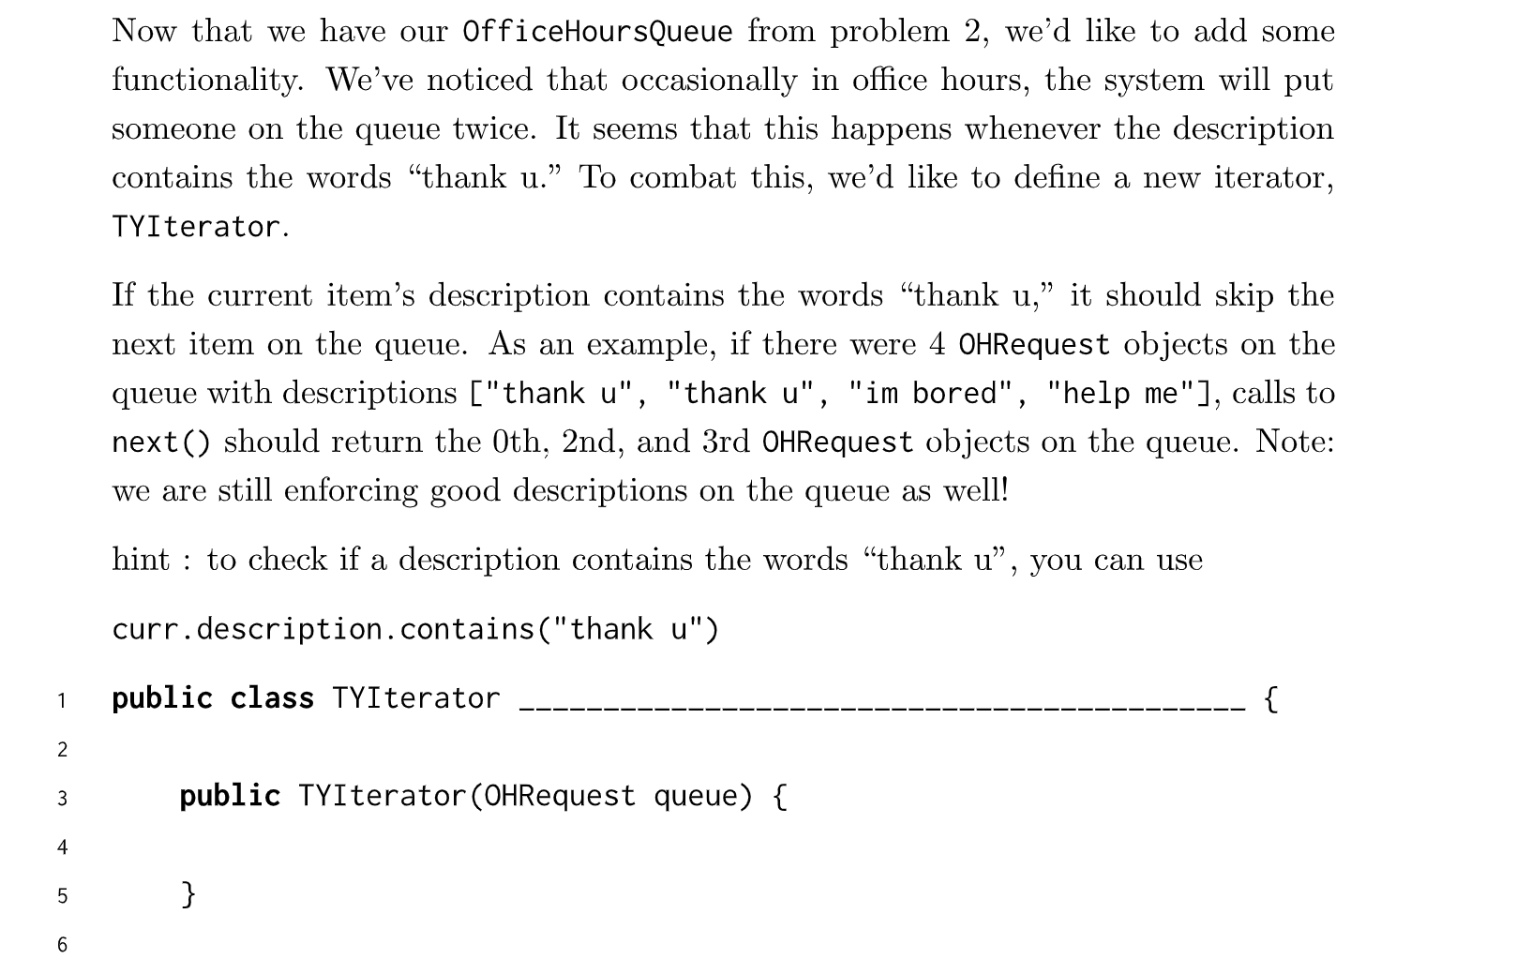 Now that we have our OfficeHoursQueue from problem 2, we’d like to add some
functionality. We’ve noticed that occasionally in office hours, the system will put
someone on the queue twice. It seems that this happens whenever the description
contains the words “thank u.” To combat this, we’d like to define a new iterator,
TYIterator.
If the current item’s description contains the words “thank u,” it should skip the
next item on the queue. As an example, if there were 4 OHRequest objects on the
queue with descriptions ["thank u", "thank u", "im bored", "help me"], calls to
next() should return the 0th, 2nd, and 3rd OHRequest objects on the queue. Note:
we are still enforcing good descriptions on the queue as well!
hint : to check if a description contains the words “thank u”, you can use
curr.description.contains("thank u")
1 public class TYIterator ___________________________________________ {
2
3 public TYIterator(OHRequest queue) {
4
5 }
6